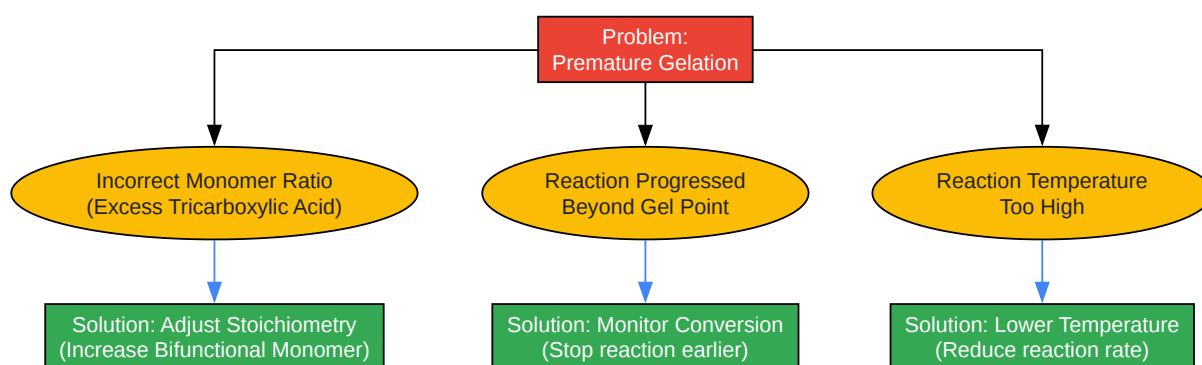 Problem:
Premature Gelation
Incorrect Monomer Ratio
(Excess Tricarboxylic Acid)
Reaction Progressed
Beyond Gel Point
Reaction Temperature
Too High
Solution: Adjust Stoichiometry
(Increase Bifunctional Monomer)
Solution: Monitor Conversion
(Stop reaction earlier)
Solution: Lower Temperature
(Reduce reaction rate)